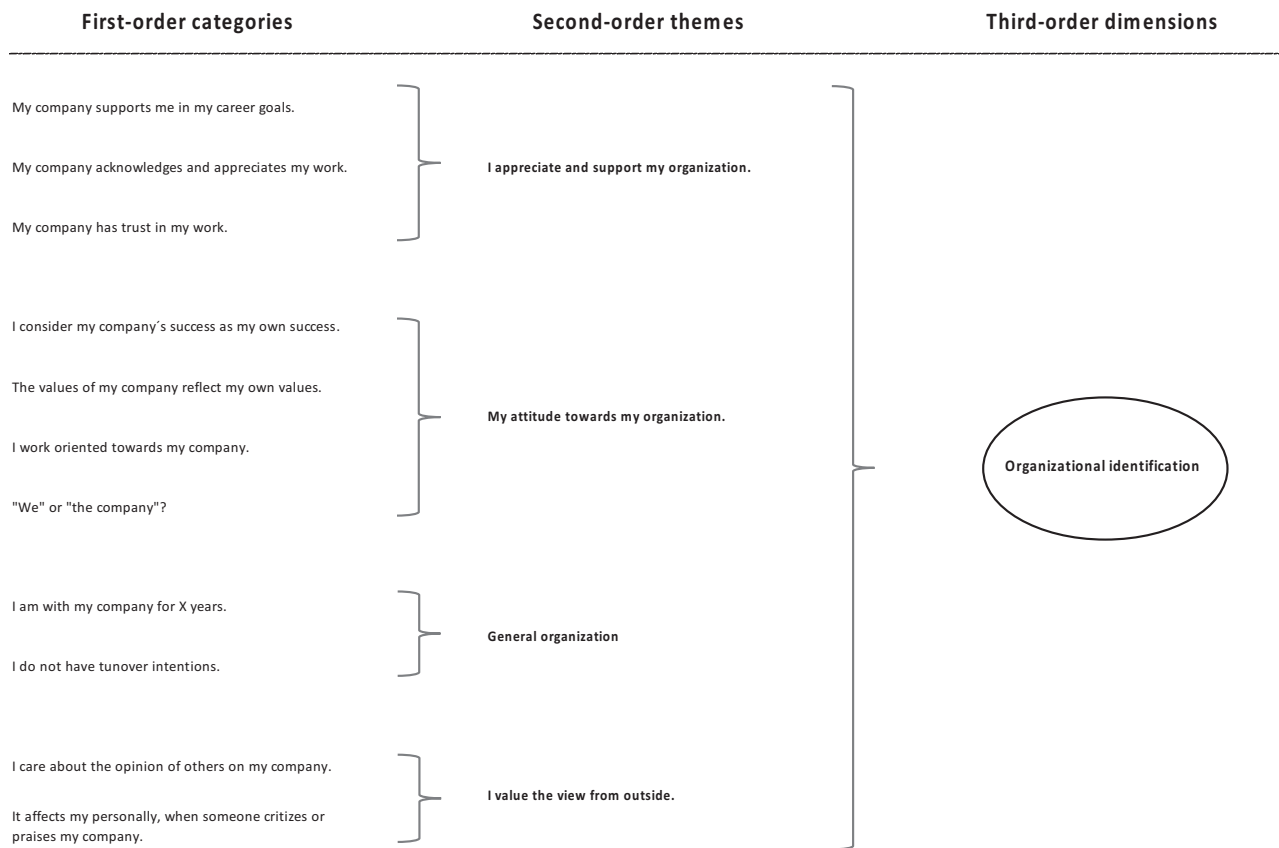 First-order categories
Second-order themes
Third-order dimensions
My company supports me in my career goals.
My company acknowledges and appreciates my work.
My company has trust in my work.
I appreciate and support my organization.
I consider my company´s success as my own success.
The values of my company reflect my own values.
I work oriented towards my company.
"We" or "the company"?
My attitude towards my organization.
I am with my company for X years.
I do not have tunover intentions.
General organization
I care about the opinion of others on my company.
It affects my personally, when someone critizes or
praises my company.
I value the view from outside.
Organizational identification